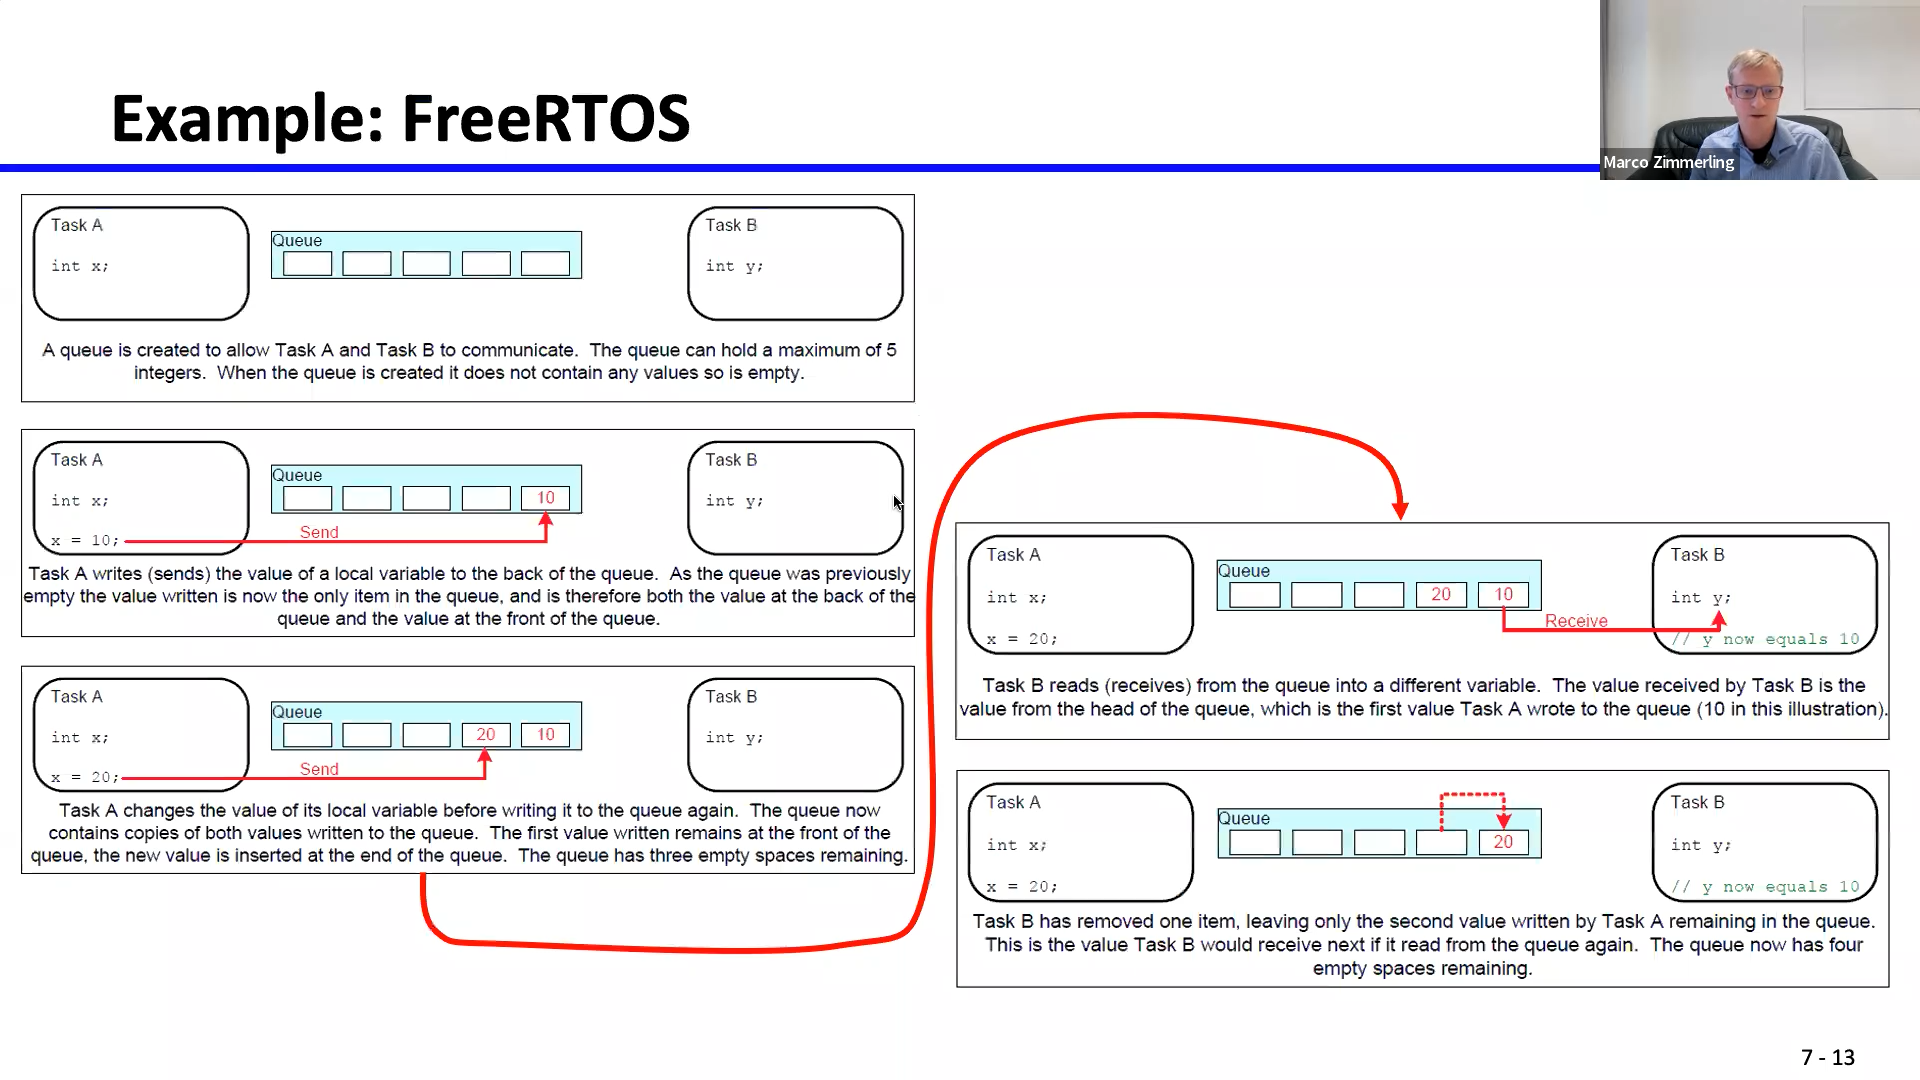 Example: FreeRTOS
Marco Zimmerling
Task A
int x;
Queue
Task B
int y;
A queue is created to allow Task A and Task B to communicate.  The queue can hold a maximum of 5
integers.  When the queue is created it does not contain any values so is empty.
Task A
int x;
x = 10;
Queue
10
Send
Task B
int y;
Task A writes (sends) the value of a local variable to the back of the queue.  As the queue was previously
empty the value written is now the only item in the queue, and is therefore both the value at the back of the
queue and the value at the front of the queue.
Task A
int x;
x = 20;
Queue
20 10
Send
Task B
int y;
Task A changes the value of its local variable before writing it to the queue again.  The queue now
contains copies of both values written to the queue.  The first value written remains at the front of the
queue, the new value is inserted at the end of the queue.  The queue has three empty spaces remaining.
Task A
int x;
x = 20;
Queue
20 10
Receive
Task B
int y;
// y now equals 10
Task B reads (receives) from the queue into a different variable.  The value received by Task B is the
value from the head of the queue, which is the first value Task A wrote to the queue (10 in this illustration).
Task A
int x;
x = 20;
Queue
20
Task B
int y;
// y now equals 10
Task B has removed one item, leaving only the second value written by Task A remaining in the queue.
This is the value Task B would receive next if it read from the queue again.  The queue now has four
empty spaces remaining.
7 - 13